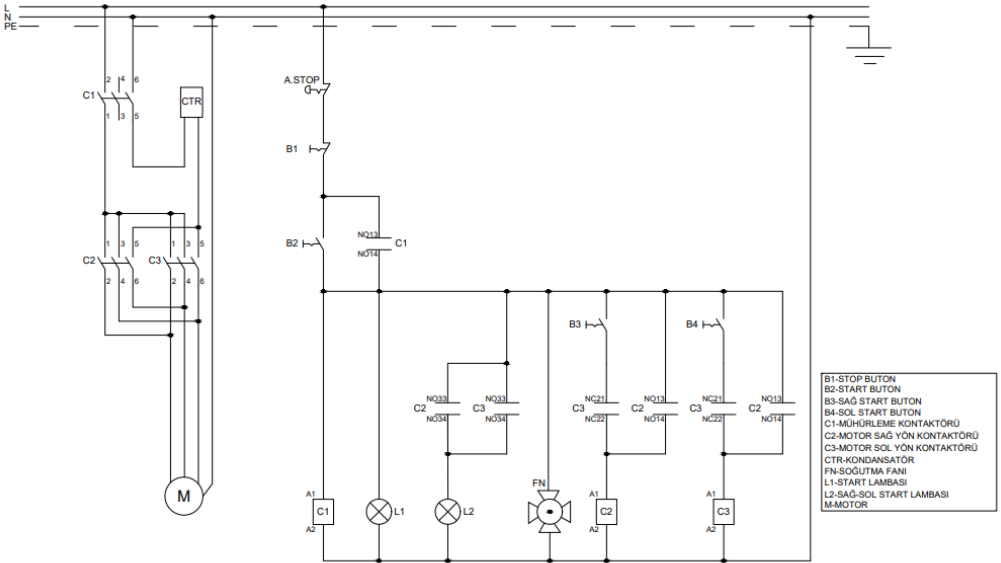 L
N
PE
A.STOP
2 4 6
C1
CTR
1 3 5
B1
B2
NO13
C1
NO14
1 3 5 1 3 5
C2 C3
2 4 6 2 4 6
B3 B4
NO33 NO33 NC21 NO13 NC21 NO13
C2 C3 C3 C2 C3 C2
NO34 NO34 NC22 NO14 NC22 NO14
B1-STOP BUTON
B2-START BUTON
B3-SAĞ START BUTON
B4-SOL START BUTON
C1-MÜHÜRLEME KONTAKTÖRÜ
C2-MOTOR SAĞ YÖN KONTAKTÖRÜ
C3-MOTOR SOL YÖN KONTAKTÖRÜ
CTR-KONDANSATÖR
FN-SOĞUTMA FANI
L1-START LAMBASI
L2-SAĞ-SOL START LAMBASI
M-MOTOR
M
FN
A1 A1 A1
C1 L1 L2 C2 C3
A2 A2 A2